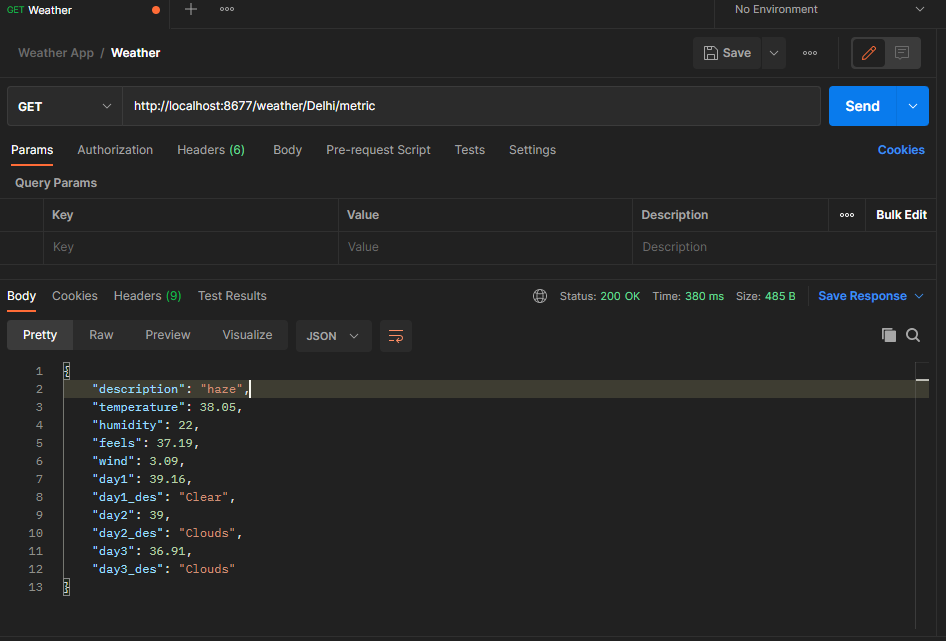 GET Weather No Environment
Weather App / Weather Save
GET http://localhost:8677/weather/Delhi/metric Send
Params Authorization Headers (6) Body Pre-request Script Tests Settings Cookies
Query Params
Key Value Description Bulk Edit
Key Value Description
Body Cookies Headers (9) Test Results Status: 200 OK Time: 380 ms Size: 485 B Save Response
Pretty Raw Preview Visualize JSON
1 {
2 "description": "haze",
3 "temperature": 38.05,
4 "humidity": 22,
5 "feels": 37.19,
6 "wind": 3.09,
7 "day1": 39.16,
8 "day1_des": "Clear",
9 "day2": 39,
10 "day2_des": "Clouds",
11 "day3": 36.91,
12 "day3_des": "Clouds"
13 }